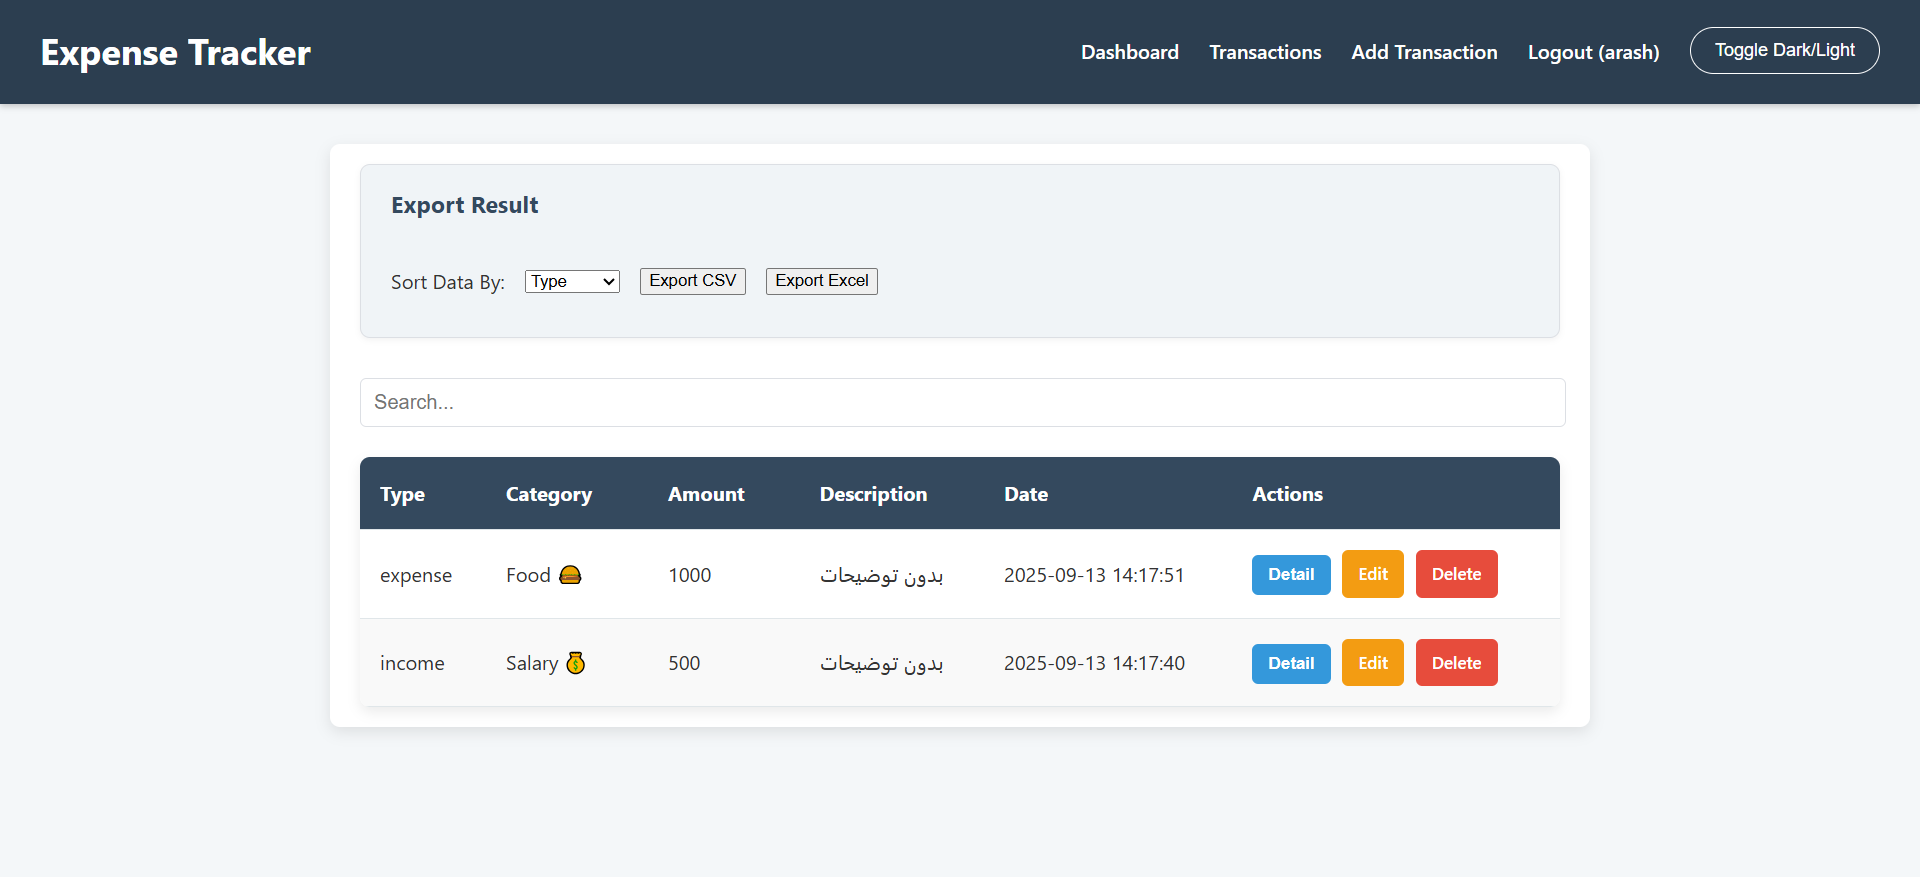 Expense Tracker
Dashboard Transactions Add Transaction Logout (arash) Toggle Dark/Light
Export Result
Sort Data By: Type Export CSV Export Excel
Search...
Type Category Amount Description Date Actions
expense Food 🍔 1000 بدون توضیحات 2025-09-13 14:17:51 Detail Edit Delete
income Salary 💰 500 بدون توضیحات 2025-09-13 14:17:40 Detail Edit Delete